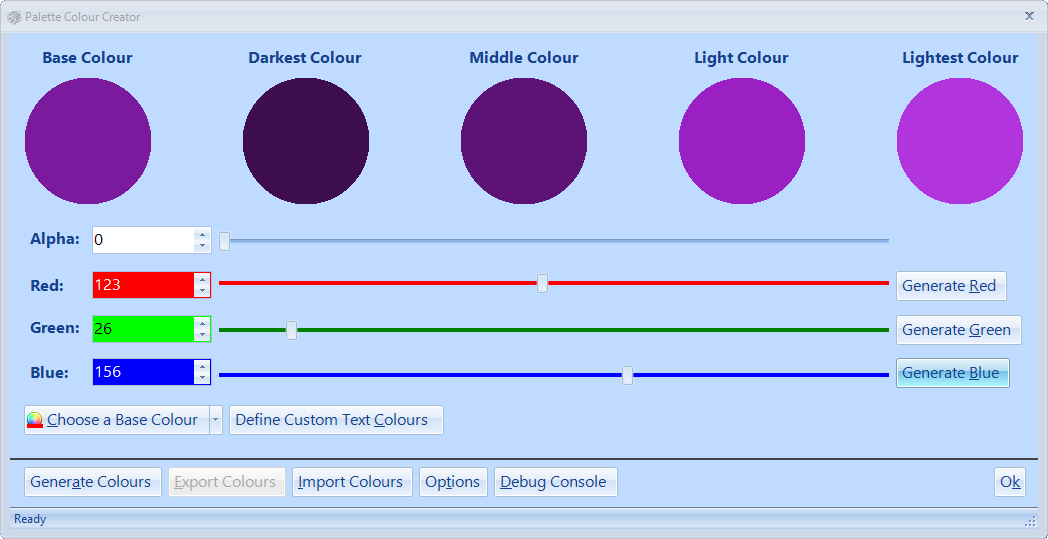 Palette Colour Creator
Base Colour Darkest Colour Middle Colour Light Colour Lightest Colour
Alpha: 0
Red: 123 Generate Red
Green: 26 Generate Green
Blue: 156 Generate Blue
Choose a Base Colour Define Custom Text Colours
Generate Colours Export Colours Import Colours Options Debug Console Ok
Ready